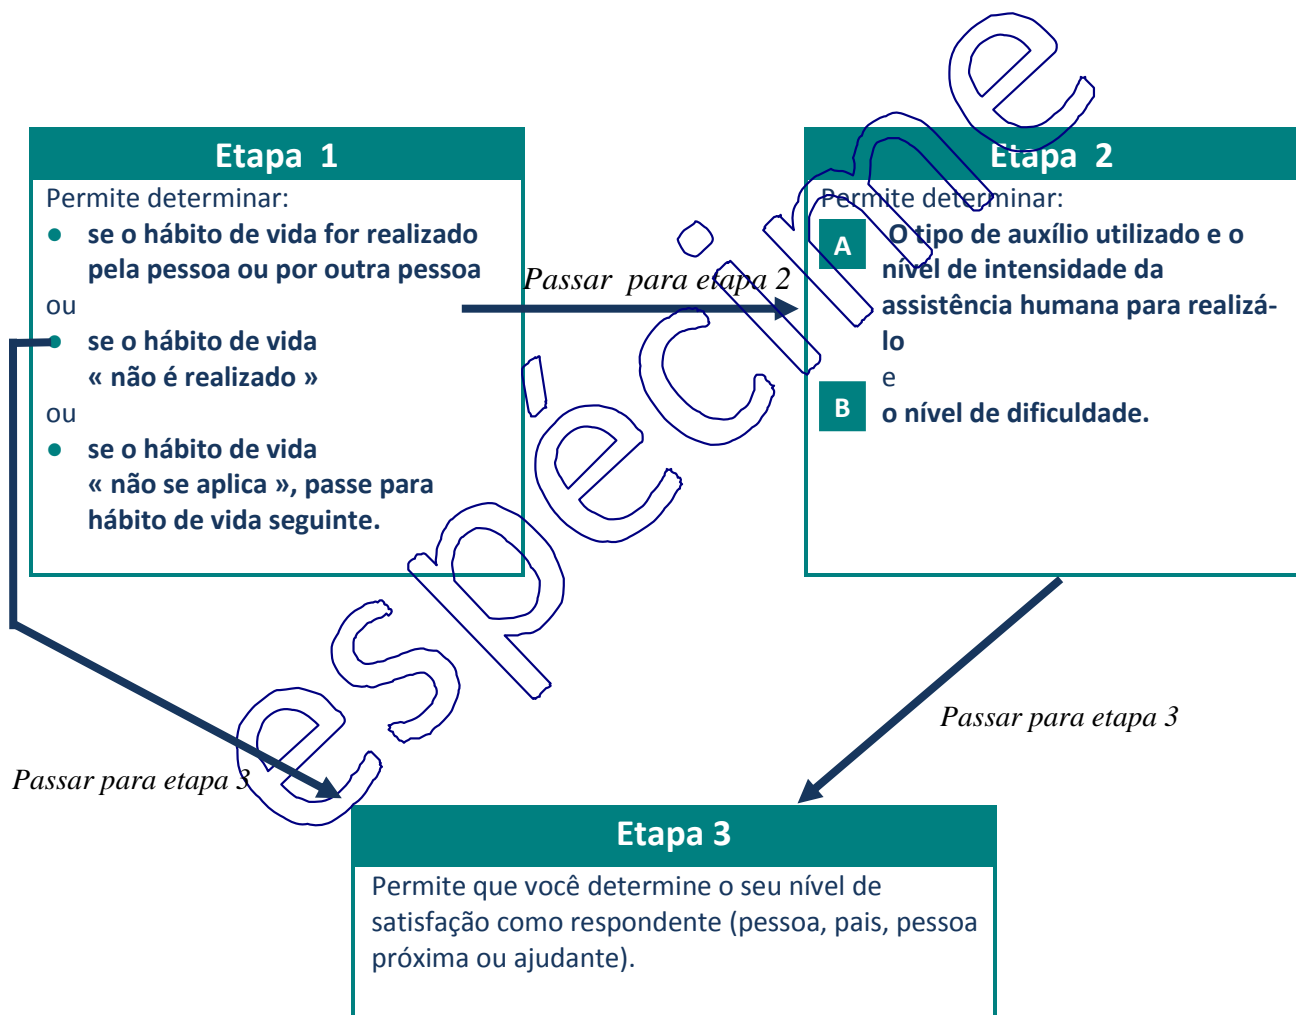 Etapa 1
Permite determinar:
● se o hábito de vida for realizado
pela pessoa ou por outra pessoa
ou
● se o hábito de vida
« não é realizado »
ou
● se o hábito de vida
« não se aplica », passe para
hábito de vida seguinte.
Passar para etapa 2
Etapa 2
Permite determinar:
A O tipo de auxílio utilizado e o
nível de intensidade da
assistência humana para realizá-
lo
e
B o nível de dificuldade.
Passar para etapa 3
Passar para etapa 3
Etapa 3
Permite que você determine o seu nível de
satisfação como respondente (pessoa, pais, pessoa
próxima ou ajudante).
espécime